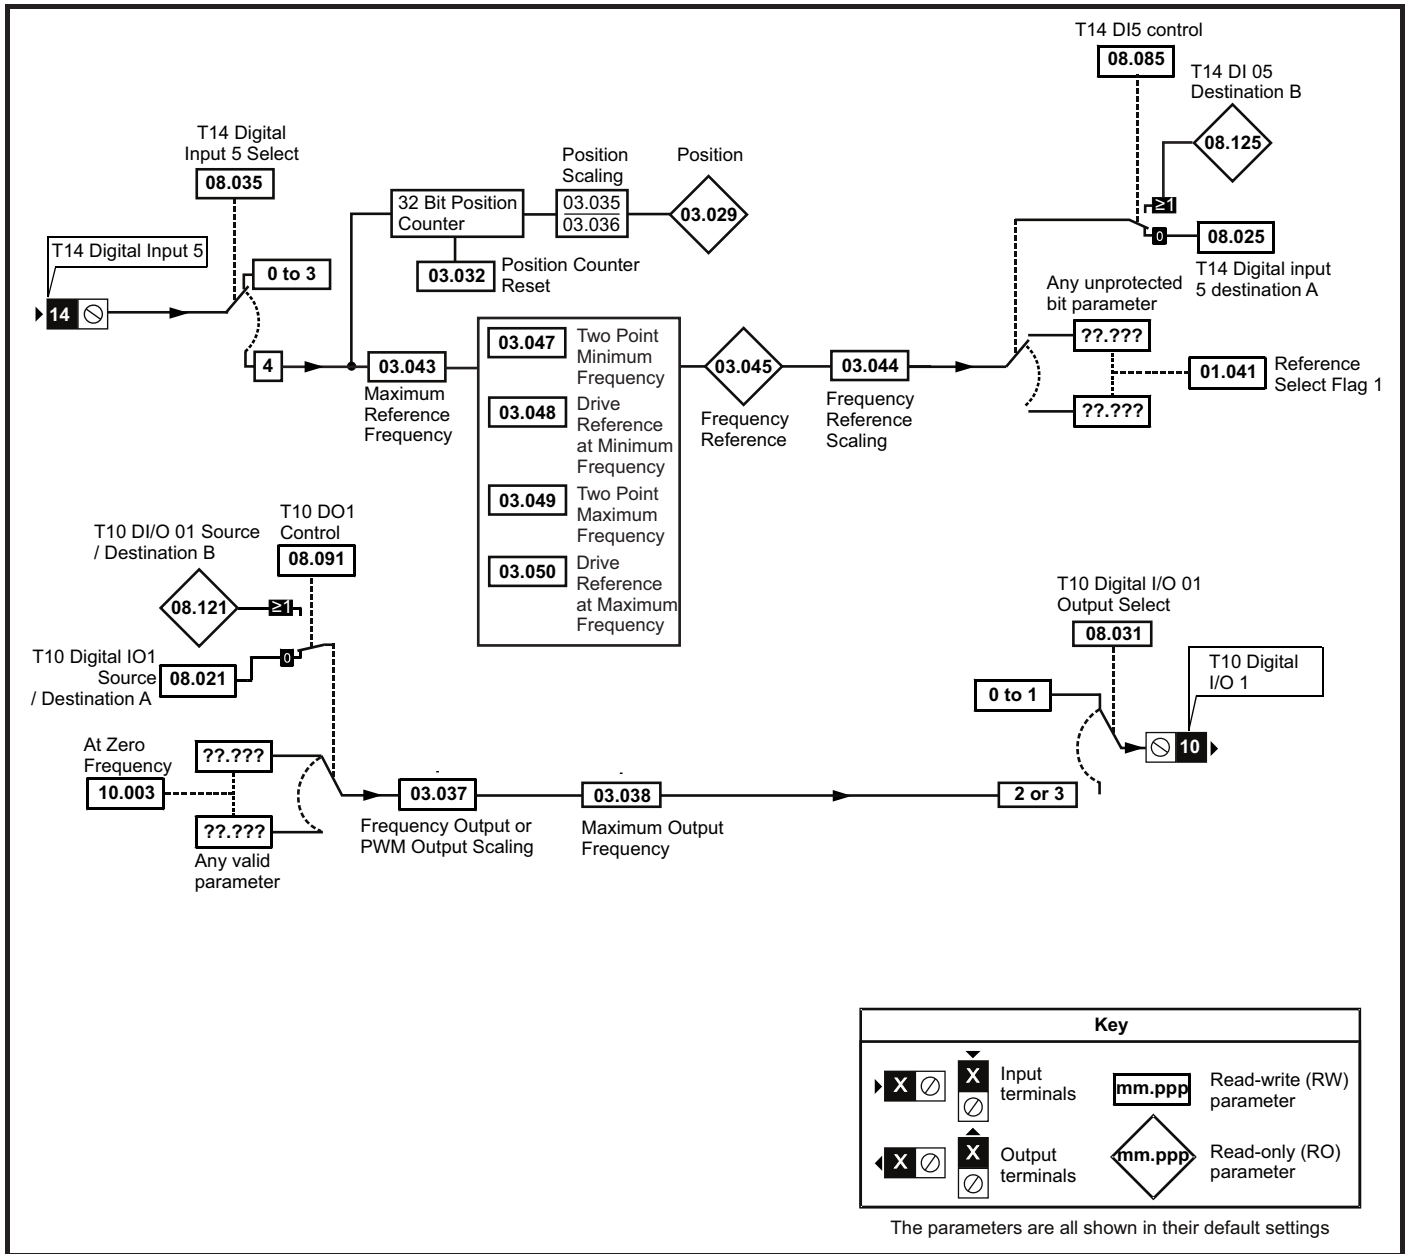 T14 DI5 control
08.085
T14 DI 05
Destination B
08.125
≥1
0
08.025
T14 Digital input
5 destination A
T14 Digital
Input 5 Select
08.035
T14 Digital Input 5
14
0 to 3
4
32 Bit Position
Counter
03.032
Position Counter
Reset
Position
Scaling
03.035
03.036
Position
03.029
03.043
Maximum
Reference
Frequency
03.047
Two Point
Minimum
Frequency
03.048
Drive
Reference
at Minimum
Frequency
03.049
Two Point
Maximum
Frequency
03.050
Drive
Reference
at Maximum
Frequency
03.045
Frequency
Reference
03.044
Frequency
Reference
Scaling
Any unprotected
bit parameter
??.???
??.???
01.041
Reference
Select Flag 1
T10 DI/O 01 Source
/ Destination B
08.121
≥1
T10 DO1
Control
08.091
T10 Digital IO1
Source
/ Destination A
08.021
0
At Zero
Frequency
10.003
??.???
??.???
Any valid
parameter
03.037
Frequency Output or
PWM Output Scaling
03.038
Maximum Output
Frequency
2 or 3
0 to 1
T10 Digital I/O 01
Output Select
08.031
T10 Digital
I/O 1
10
Key
X
X
Input
terminals
mm.ppp
Read-write (RW)
parameter
X
X
Output
terminals
mm.ppp
Read-only (RO)
parameter
The parameters are all shown in their default settings